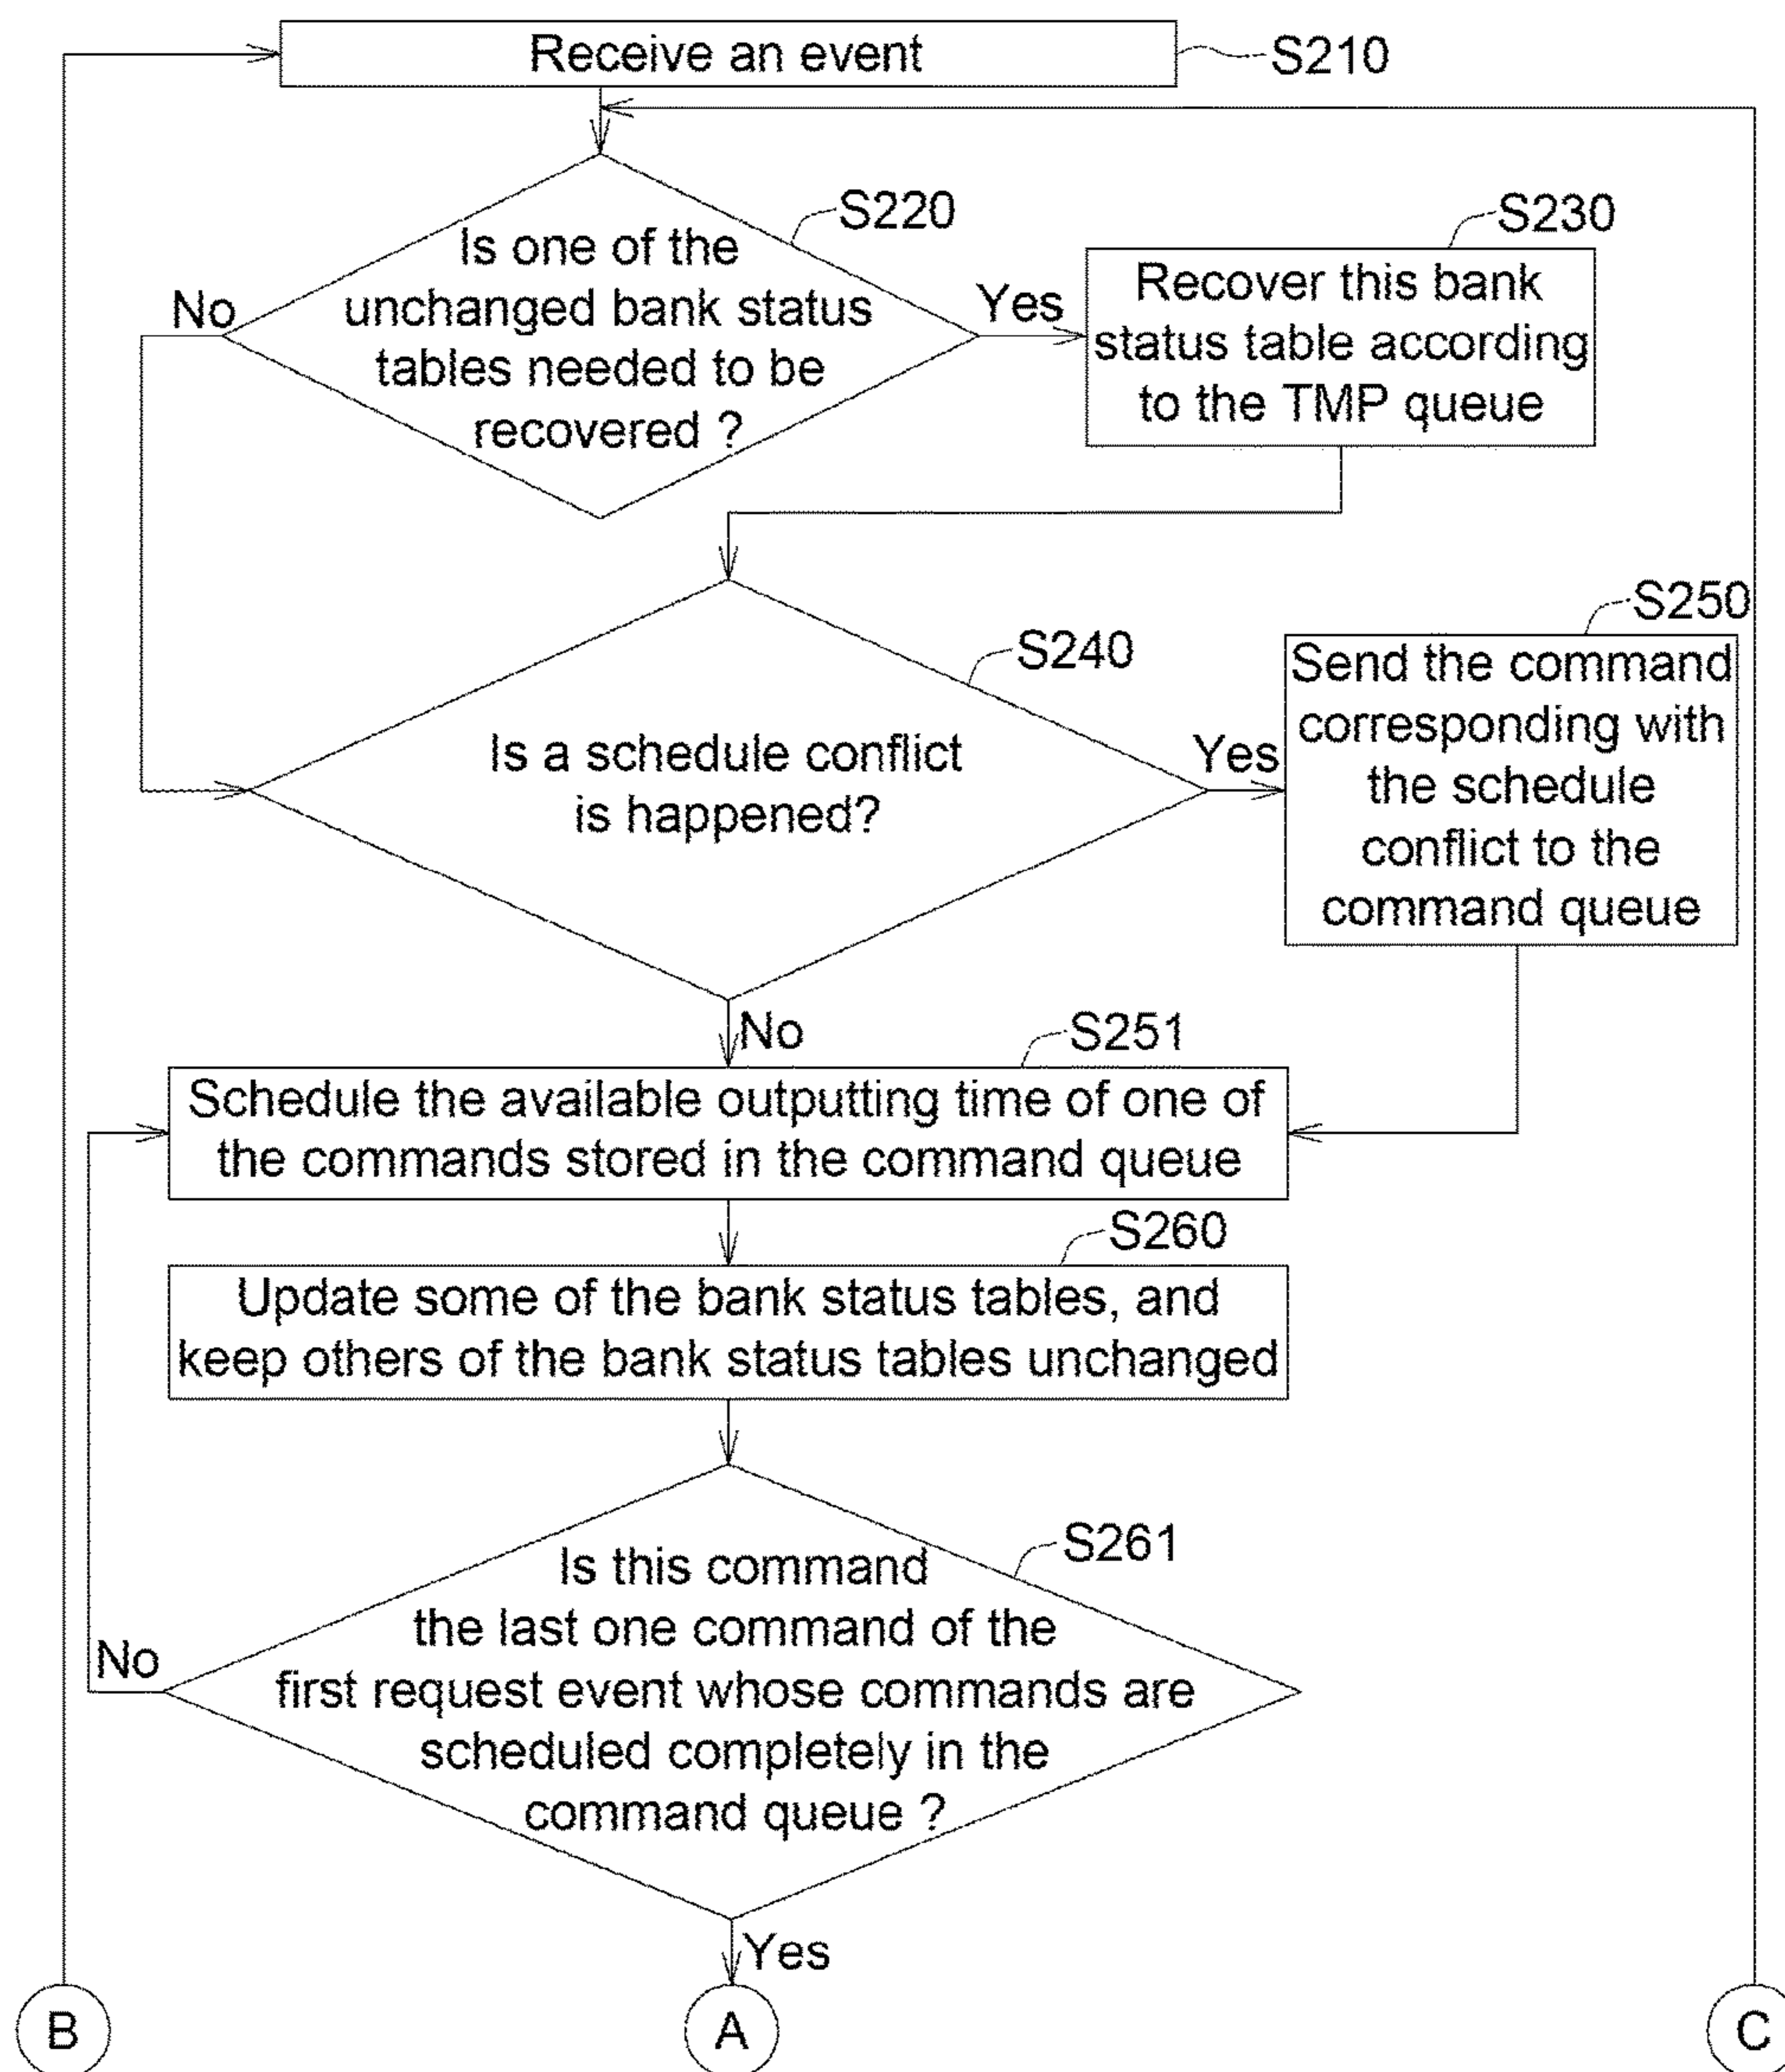 Receive an event
S210
S220
Is one of the
unchanged bank status
tables needed to be
recovered ?
No
Yes
S230
Recover this bank
status table according
to the TMP queue
S240
Is a schedule conflict
is happened?
Yes
S250
Send the command
corresponding with
the schedule
conflict to the
command queue
No
S251
Schedule the available outputting time of one of
the commands stored in the command queue
S260
Update some of the bank status tables, and
keep others of the bank status tables unchanged
S261
Is this command
the last one command of the
first request event whose commands are
scheduled completely in the
command queue ?
No
Yes
B
A
C